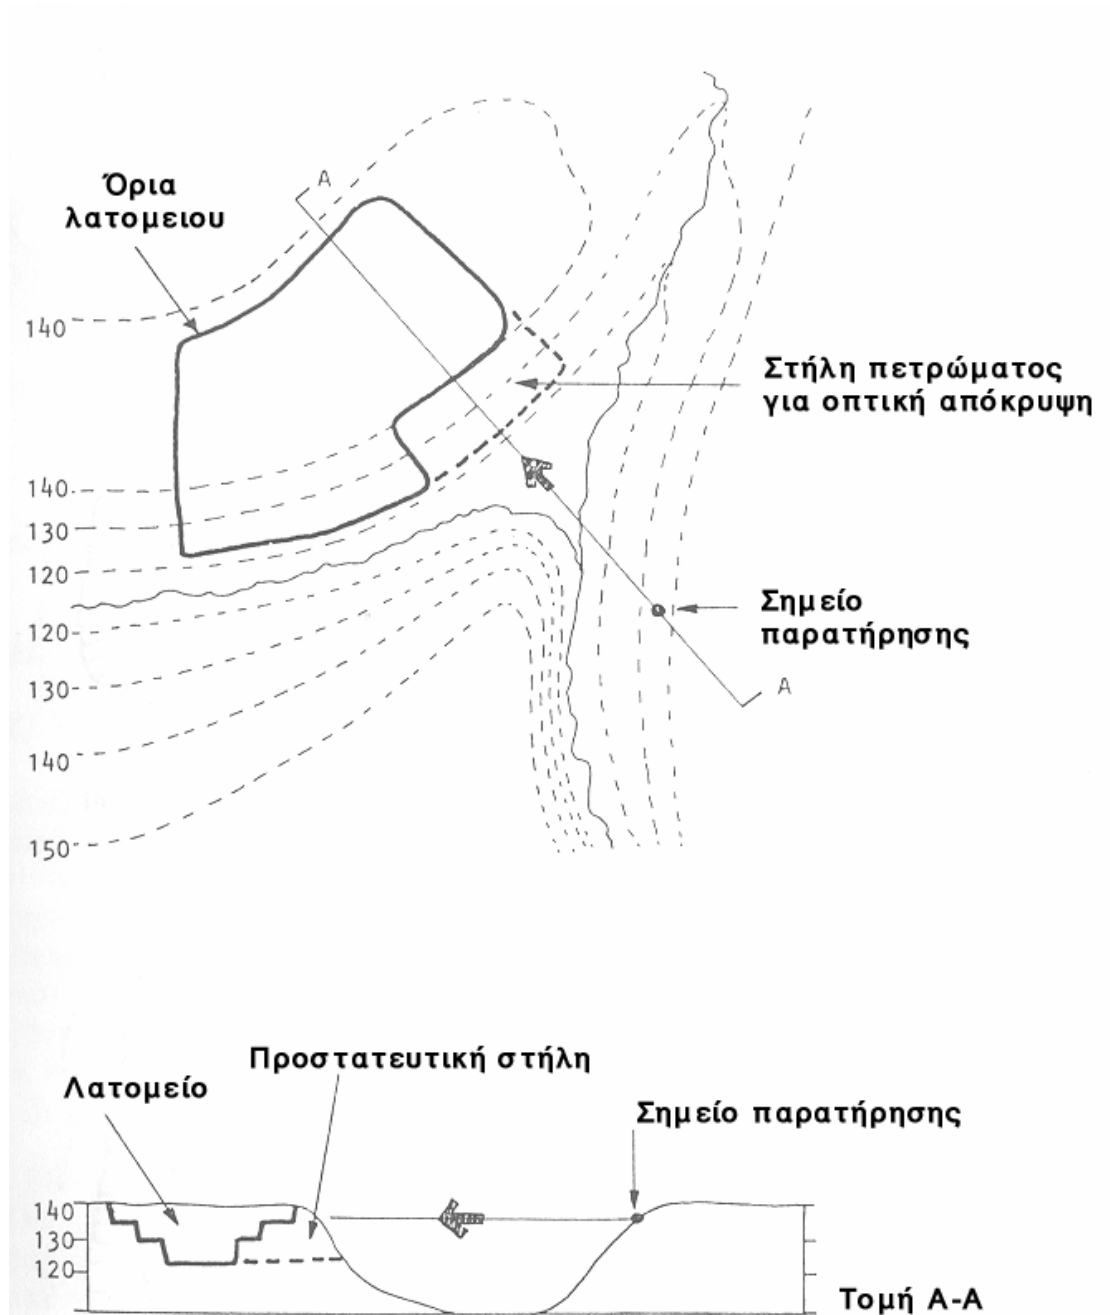 A
Όρια
λατομειου
140
Στήλη πετρώματος
για οπτική απόκρυψη
140
130
120
Σημείο
παρατήρησης
120
130
A
140
150
Προστατευτική στήλη
Λατομείο
Σημείο παρατήρησης
140
130
120
Τομή Α-Α